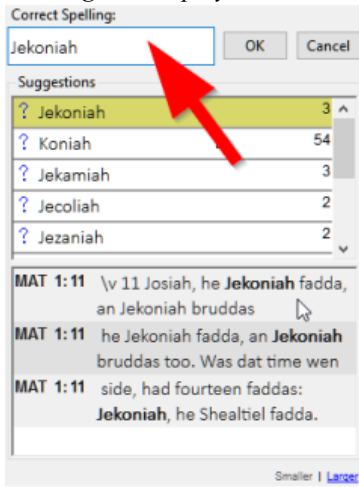 Correct Spelling:
Jekoniah OK Cancel
Suggestions
? Jekoniah 3
? Koniah 54
? Jekamiah 3
? Jecoliah 2
? Jezaniah 2
MAT 1:11 \v 11 Josiah, he Jekoniah fadda,
an Jekoniah bruddas
MAT 1:11 he Jekoniah fadda, an Jekoniah
bruddas too. Was dat time wen
MAT 1:11 side, had fourteen faddas:
Jekoniah, he Shealtiel fadda.
Smaller | Larger